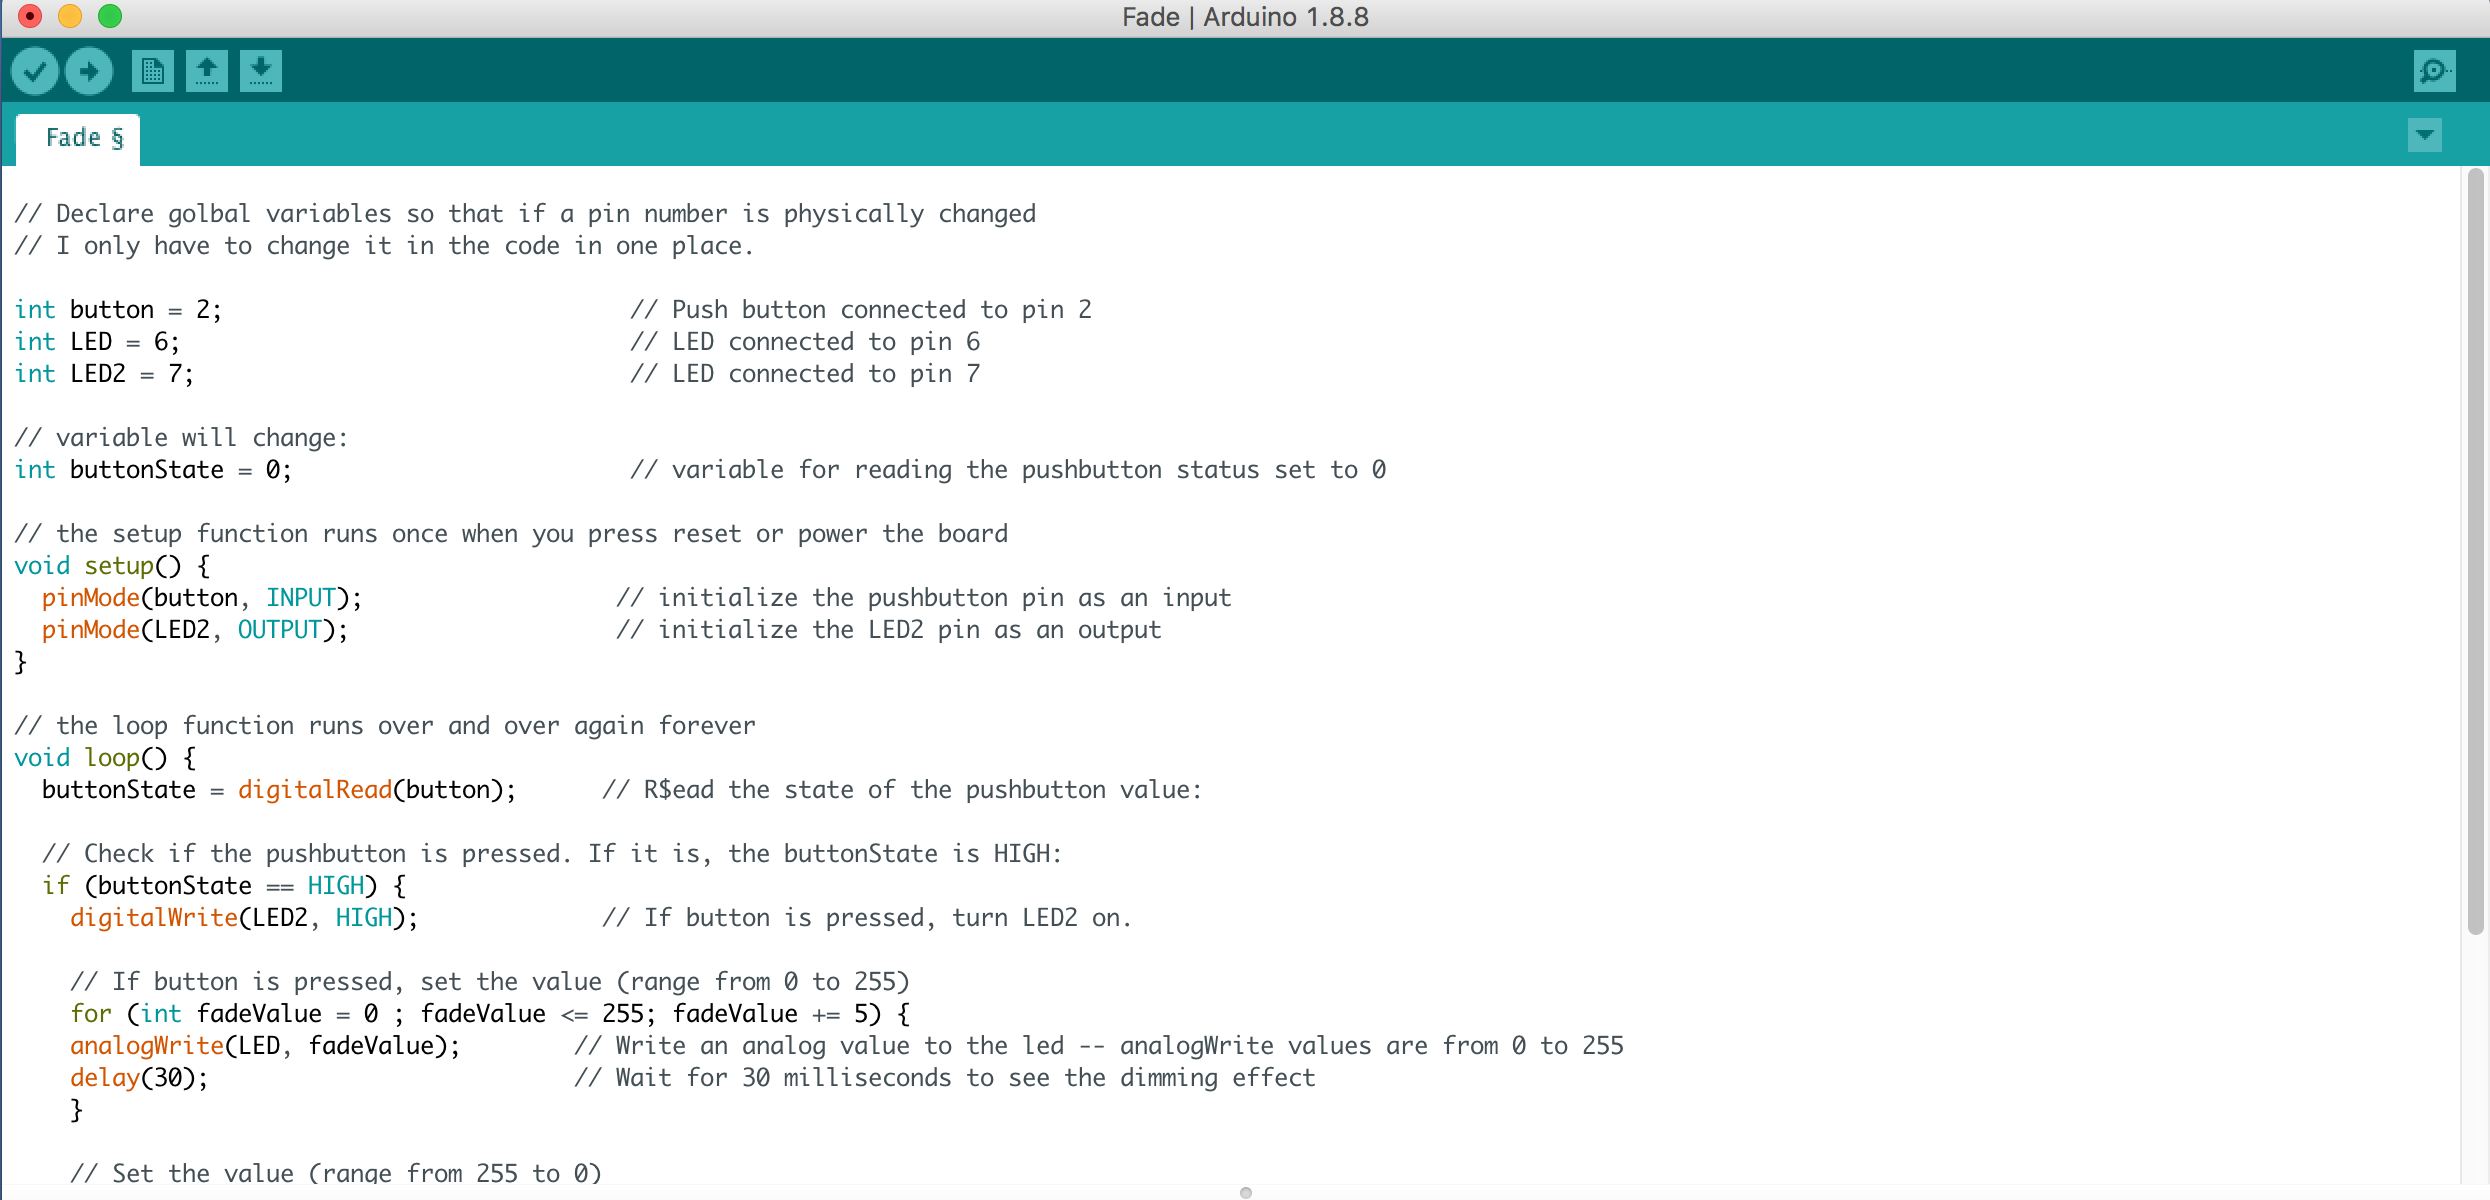 Fade | Arduino 1.8.8
Fade §
// Declare golbal variables so that if a pin number is physically changed
// I only have to change it in the code in one place.
int button = 2;                             // Push button connected to pin 2
int LED = 6;                                // LED connected to pin 6
int LED2 = 7;                               // LED connected to pin 7
// variable will change:
int buttonState = 0;                        // variable for reading the pushbutton status set to 0
// the setup function runs once when you press reset or power the board
void setup() {
  pinMode(button, INPUT);                  // initialize the pushbutton pin as an input
  pinMode(LED2, OUTPUT);                   // initialize the LED2 pin as an output
}
// the loop function runs over and over again forever
void loop() {
  buttonState = digitalRead(button);      // R$ead the state of the pushbutton value:
  // Check if the pushbutton is pressed. If it is, the buttonState is HIGH:
  if (buttonState == HIGH) {
    digitalWrite(LED2, HIGH);             // If button is pressed, turn LED2 on.
    // If button is pressed, set the value (range from 0 to 255)
    for (int fadeValue = 0 ; fadeValue <= 255; fadeValue += 5) {
    analogWrite(LED, fadeValue);        // Write an analog value to the led -- analogWrite values are from 0 to 255
    delay(30);                          // Wait for 30 milliseconds to see the dimming effect
    }
    // Set the value (range from 255 to 0)